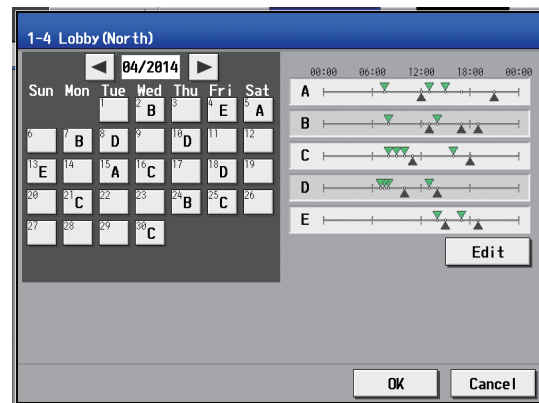 1-4 Lobby(North)
04/2014
Sun Mon Tue Wed Thu Fri Sat
1 2 B 3 4 E 5 A
6 7 B 8 D 9 10 D 11 12
13 E 14 15 A 16 C 17 18 D 19
20 21 C 22 23 24 B 25 C 26
27 28 29 30 C
00:00 06:00 12:00 18:00 00:00
A
B
C
D
E
Edit
OK Cancel